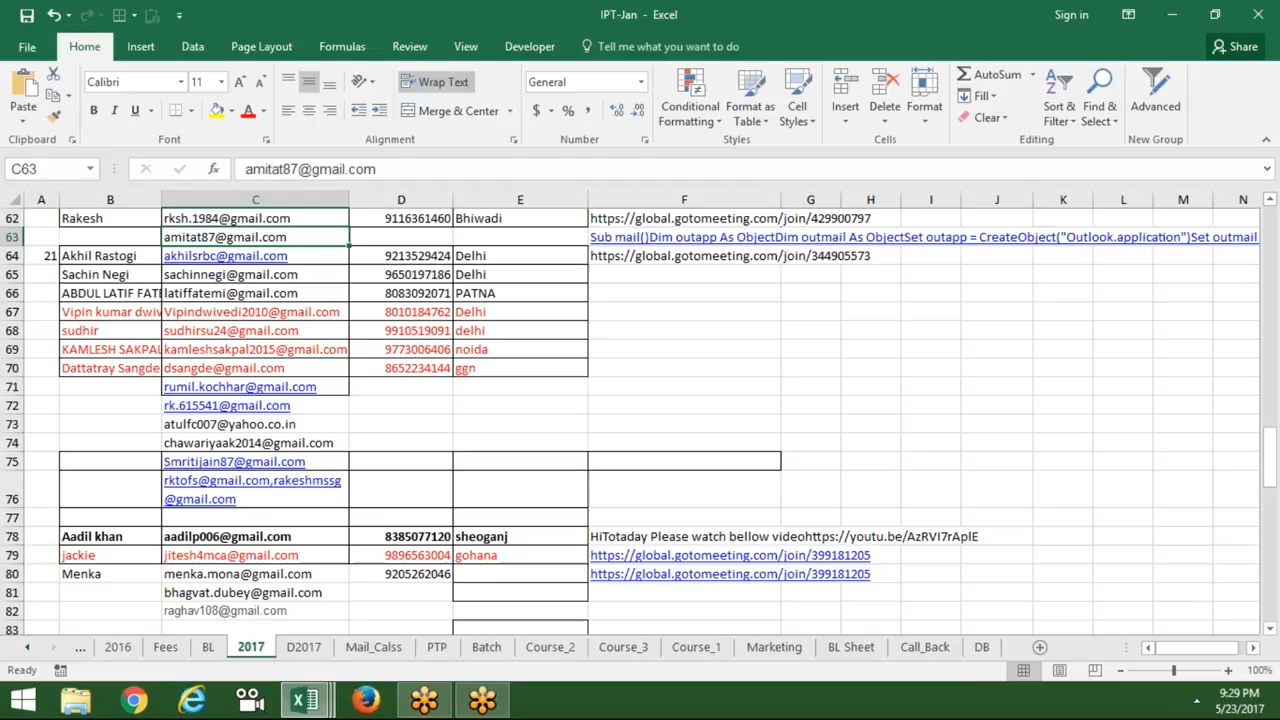 IPT-Jan - Excel
Sign in
File Home Insert Data Page Layout Formulas Review View Developer Tell me what you want to do Share
Paste
Calibri 11
B I U
Wrap Text
Merge & Center
General
$ % ,
Conditional Formatting
Format as Table
Cell Styles
Insert
Delete
Format
AutoSum
Fill
Clear
Sort & Filter
Find & Select
Advanced
Clipboard Font Alignment Number Styles Cells Editing New Group
C63 fx amitat87@gmail.com
A B C D E F G H I J K L M N
62 Rakesh rksh.1984@gmail.com 9116361460 Bhiwadi https://global.gotomeeting.com/join/429900797
63 amitat87@gmail.com Sub mail()Dim outapp As ObjectDim outmail As ObjectSet outapp = CreateObject("Outlook.application")Set outmail
64 21 Akhil Rastogi akhilsrbc@gmail.com 9213529424 Delhi https://global.gotomeeting.com/join/344905573
65 Sachin Negi sachinnegi@gmail.com 9650197186 Delhi
66 ABDUL LATIF FATE latiffatemi@gmail.com 8083092071 PATNA
67 Vipin kumar dwiv Vipindwivedi2010@gmail.com 8010184762 Delhi
68 sudhir sudhirsu24@gmail.com 9910519091 delhi
69 KAMLESH SAKPAL kamleshsakpal2015@gmail.com 9773006406 noida
70 Dattatray Sangde dsangde@gmail.com 8652234144 ggn
71 rumil.kochhar@gmail.com
72 rk.615541@gmail.com
73 atulfc007@yahoo.co.in
74 chawariyaak2014@gmail.com
75 Smritijain87@gmail.com
rktofs@gmail.com,rakeshmssg
76 @gmail.com
77
78 Aadil khan aadilp006@gmail.com 8385077120 sheoganj HiTotaday Please watch bellow videohttps://youtu.be/AzRVI7rAplE
79 jackie jitesh4mca@gmail.com 9896563004 gohana https://global.gotomeeting.com/join/399181205
80 Menka menka.mona@gmail.com 9205262046 https://global.gotomeeting.com/join/399181205
81 bhagvat.dubey@gmail.com
82 raghav108@gmail.com
83
... 2016 Fees BL 2017 D2017 Mail_Calss PTP Batch Course_2 Course_3 Course_1 Marketing BL Sheet Call_Back DB
Ready 100%
9:29 PM
5/23/2017